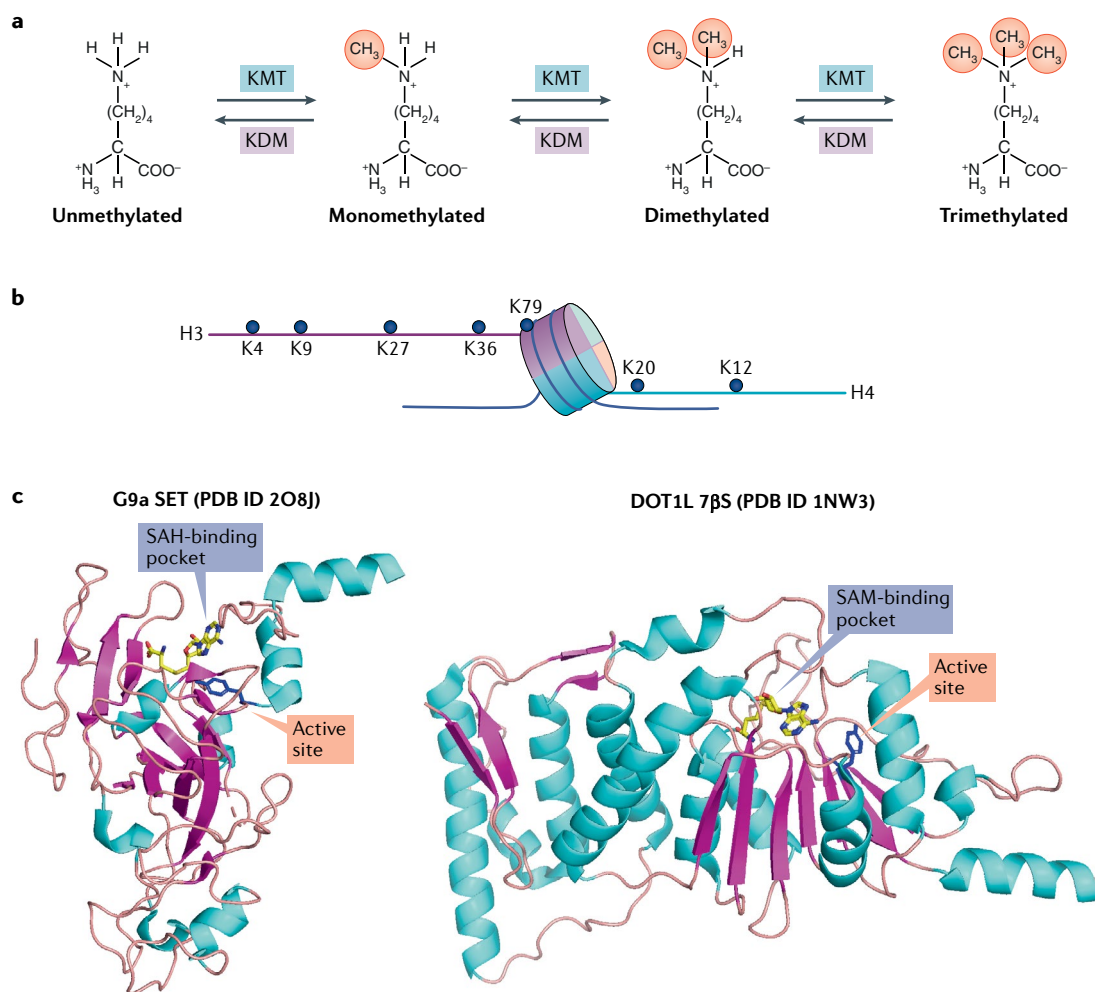 a
H H H
N
+
(CH2)4
C
+N H3 H COO–
Unmethylated
KMT
KDM
CH3 H H
N
+
(CH2)4
C
+N H3 H COO–
Monomethylated
KMT
KDM
CH3 CH3 H
N
+
(CH2)4
C
+N H3 H COO–
Dimethylated
KMT
KDM
CH3 CH3 CH3
N
+
(CH2)4
C
+N H3 H COO–
Trimethylated
b
K79
H3
K4 K9 K27 K36
K20 K12
H4
c
G9a SET (PDB ID 2O8J)
SAH-binding
pocket
Active
site
DOT1L 7βS (PDB ID 1NW3)
SAM-binding
pocket
Active
site